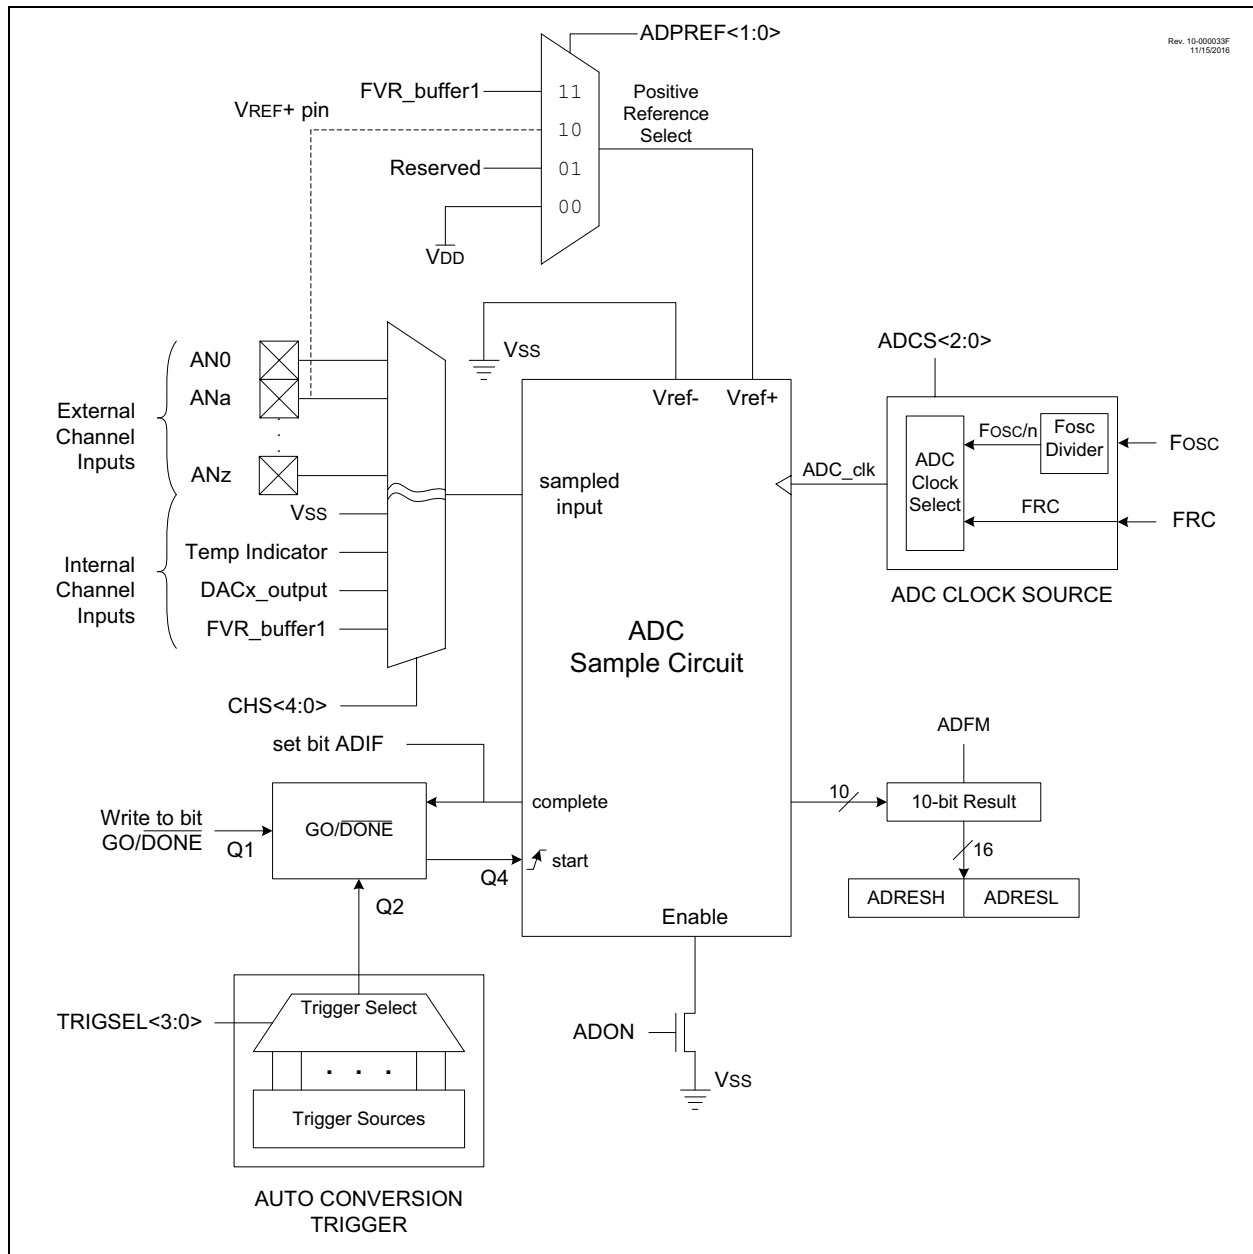 Rev. 10-000033F
11/15/2016
ADPREF<1:0>
FVR_buffer1
11
VREF+ pin
10
Reserved
01
00
VDD
Positive
Reference
Select
VSS
Vref-
Vref+
External
Channel
Inputs
AN0
ANa
ANz
Internal
Channel
Inputs
VSS
Temp Indicator
DACx_output
FVR_buffer1
CHS<4:0>
sampled
input
ADC
Sample Circuit
ADCS<2:0>
ADC_clk
ADC
Clock
Select
FOSC/n
Fosc
Divider
FOSC
FRC
FRC
ADC CLOCK SOURCE
set bit ADIF
complete
Write to bit
GO/DONE
Q1
GO/DONE
Q4
start
Q2
Enable
ADON
VSS
ADFM
10
10-bit Result
16
ADRESH
ADRESL
TRIGSEL<3:0>
Trigger Select
. . .
Trigger Sources
AUTO CONVERSION
TRIGGER